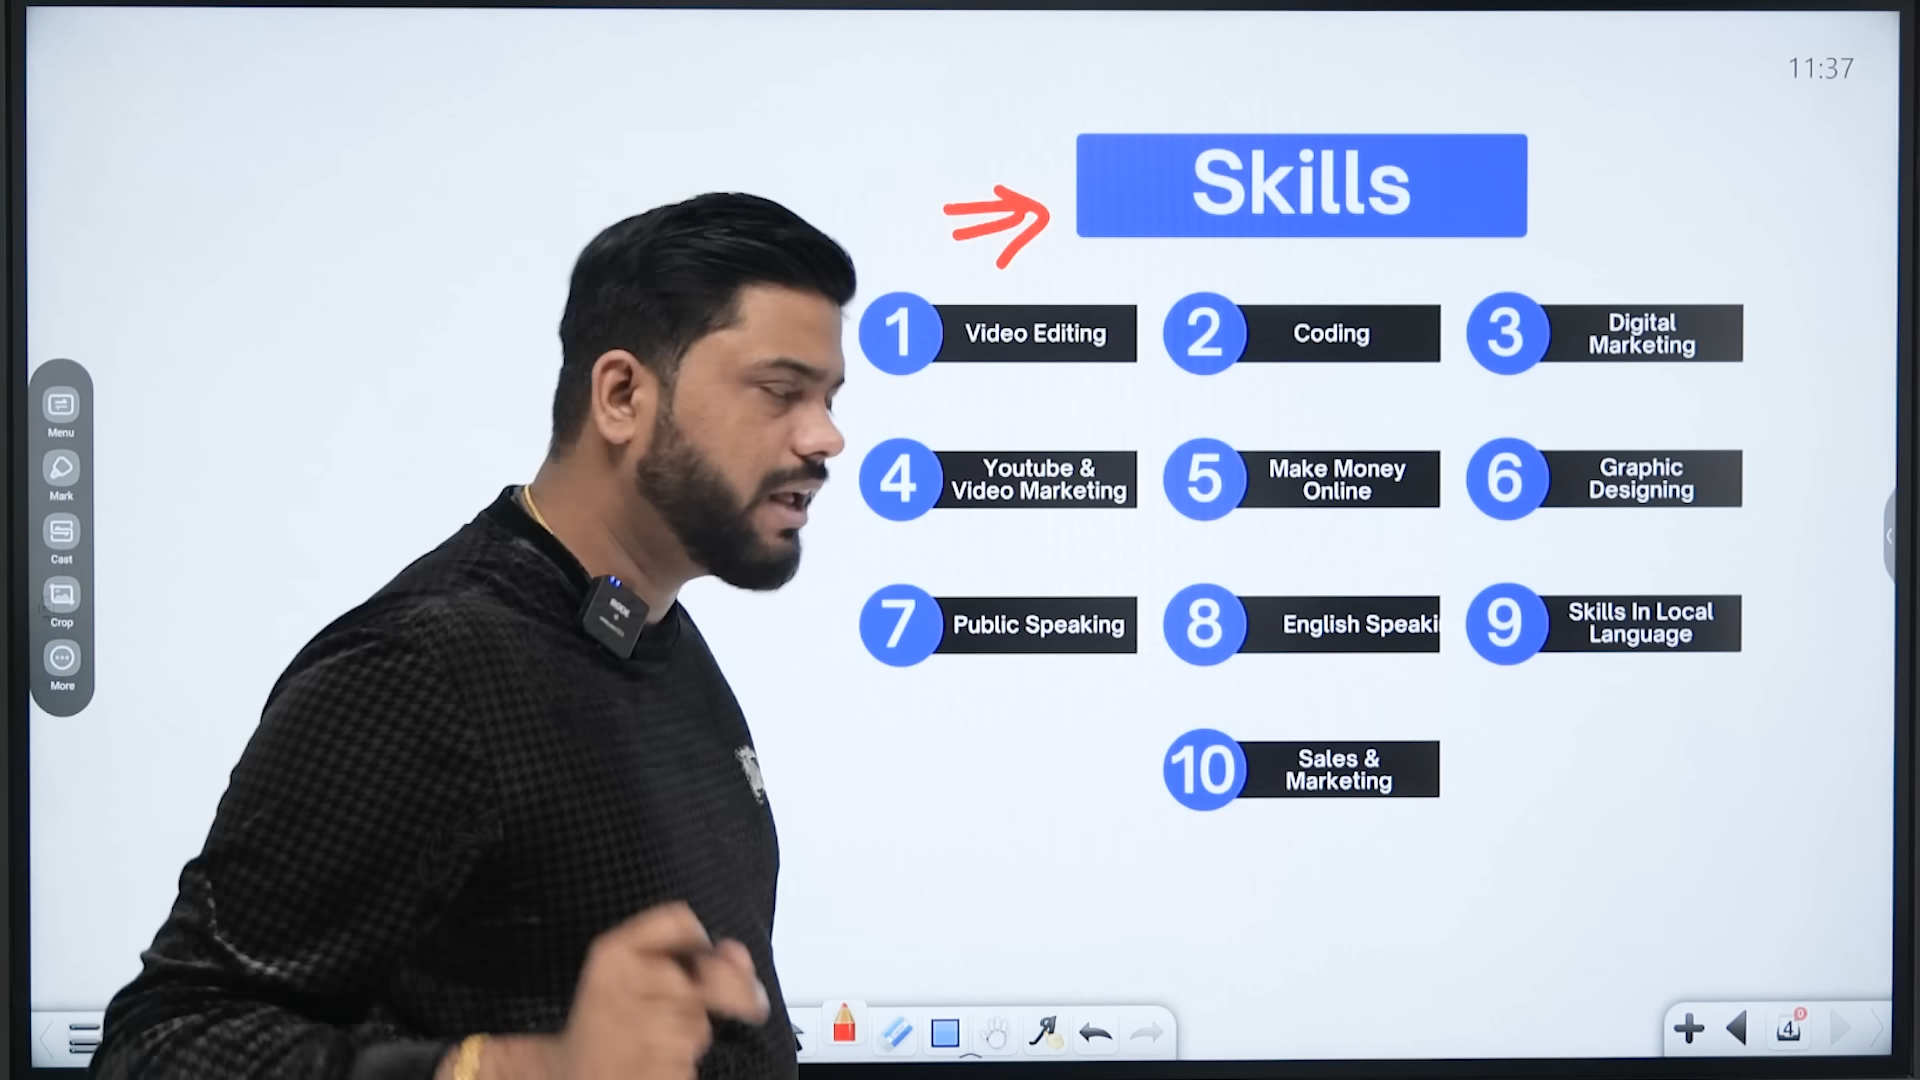 11:37
Skills
1
Video Editing
2
Coding
3
Digital
Marketing
4
Youtube &
Video Marketing
5
Make Money
Online
6
Graphic
Designing
7
Public Speaking
8
English Speaki
9
Skills In Local
Language
10
Sales &
Marketing
Menu
Mark
Cast
Crop
More
4
0